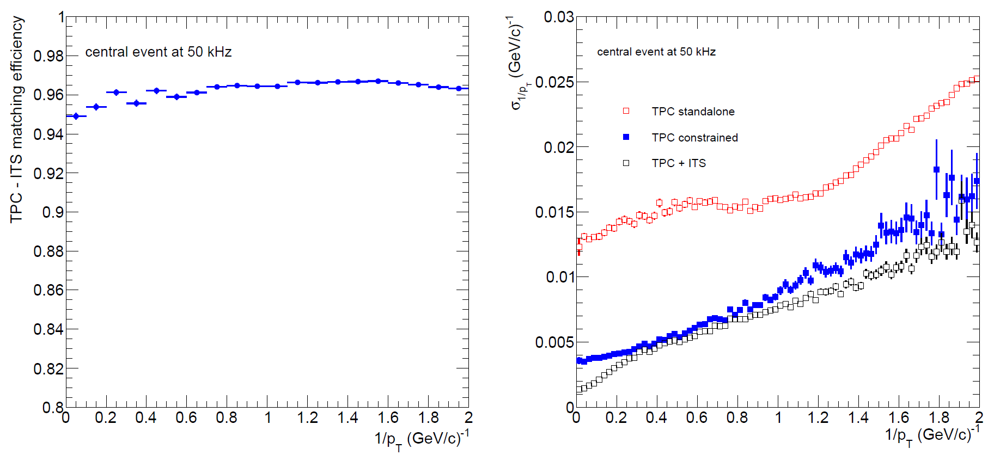 TPC - ITS matching efficiency
1
0.98
0.96
0.94
0.92
0.9
0.88
0.86
0.84
0.82
0.8
central event at 50 kHz
0 0.2 0.4 0.6 0.8 1 1.2 1.4 1.6 1.8 2
1/pT (GeV/c)-1
σ1/pT (GeV/c)-1
0.03
0.025
0.02
0.015
0.01
0.005
0
central event at 50 kHz
TPC standalone
TPC constrained
TPC + ITS
0 0.2 0.4 0.6 0.8 1 1.2 1.4 1.6 1.8 2
1/pT (GeV/c)-1